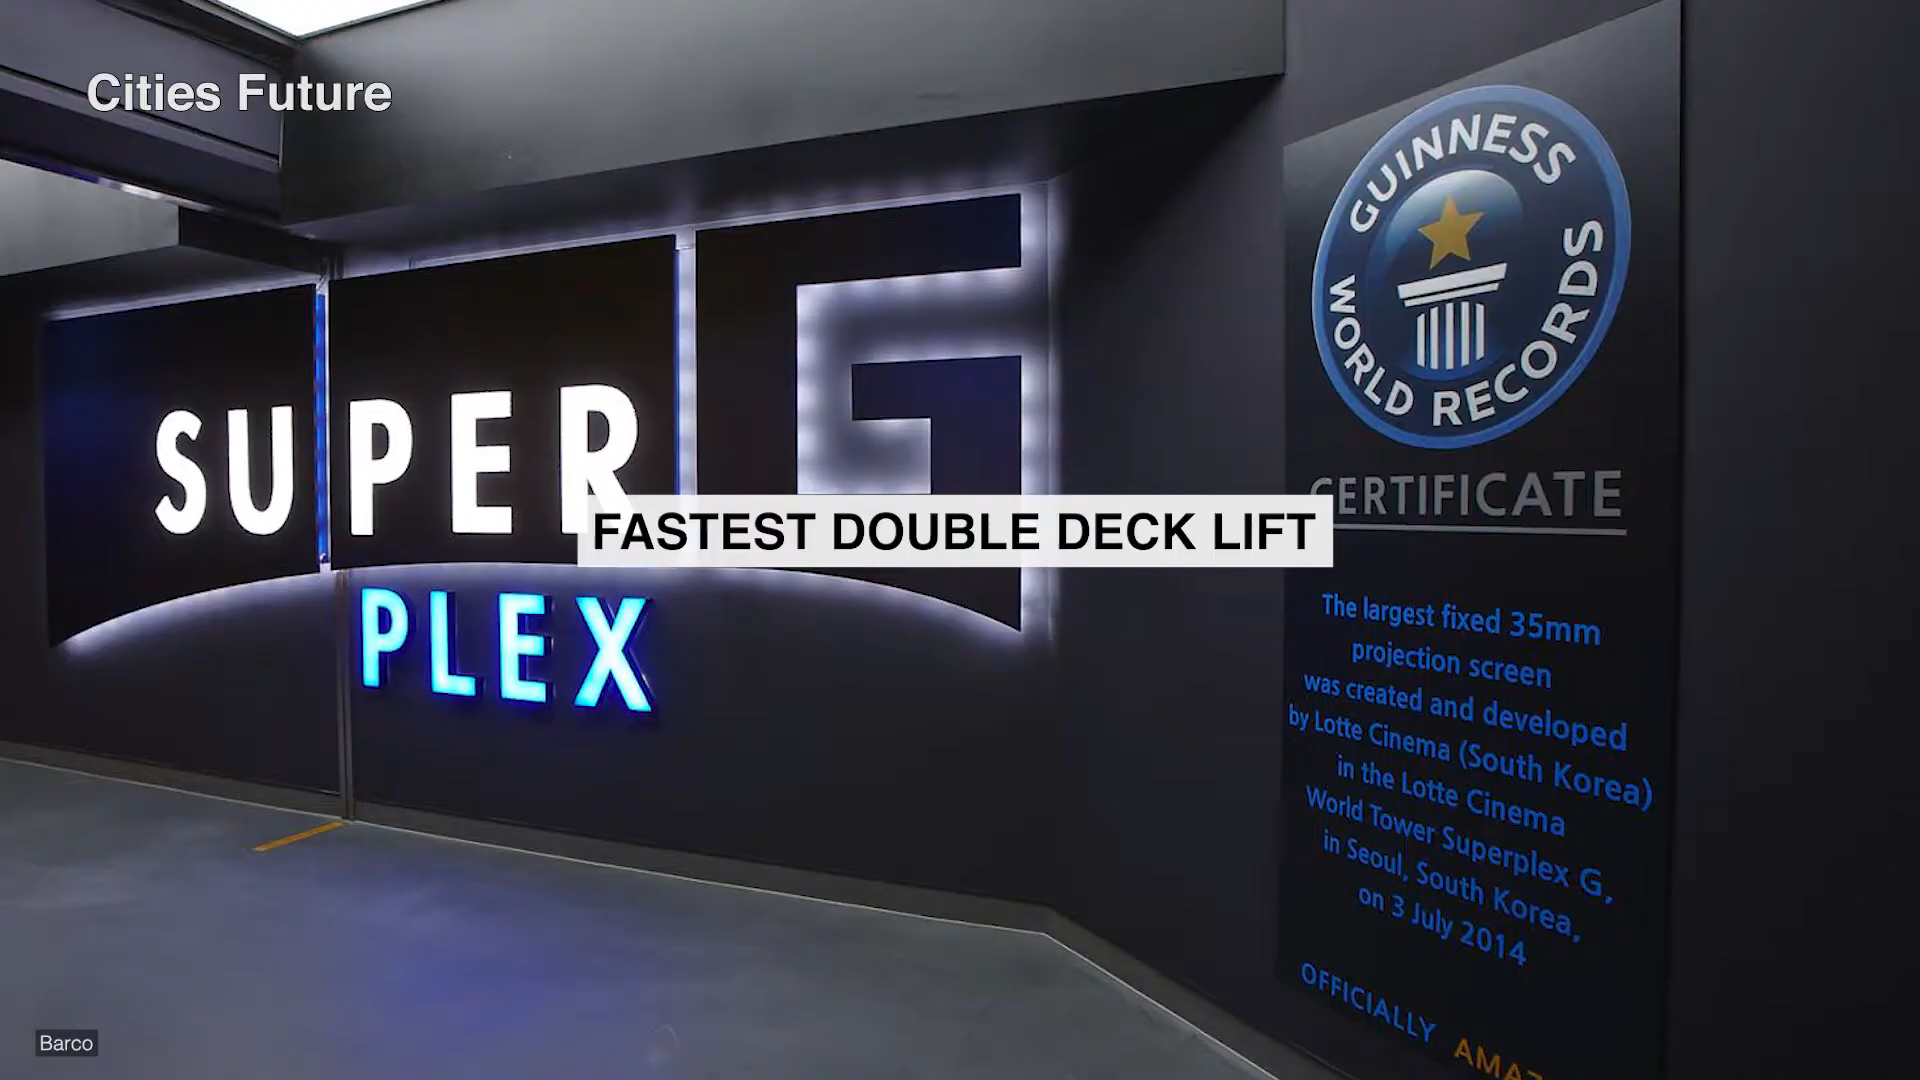 Cities Future
GUINNESS
WORLD RECORDS
SUPER G
PLEX
CERTIFICATE
FASTEST DOUBLE DECK LIFT
The largest fixed 35mm
projection screen
was created and developed
by Lotte Cinema (South Korea)
in the Lotte Cinema
World Tower Superplex G,
in Seoul, South Korea,
on 3 July 2014
OFFICIALLY
Barco